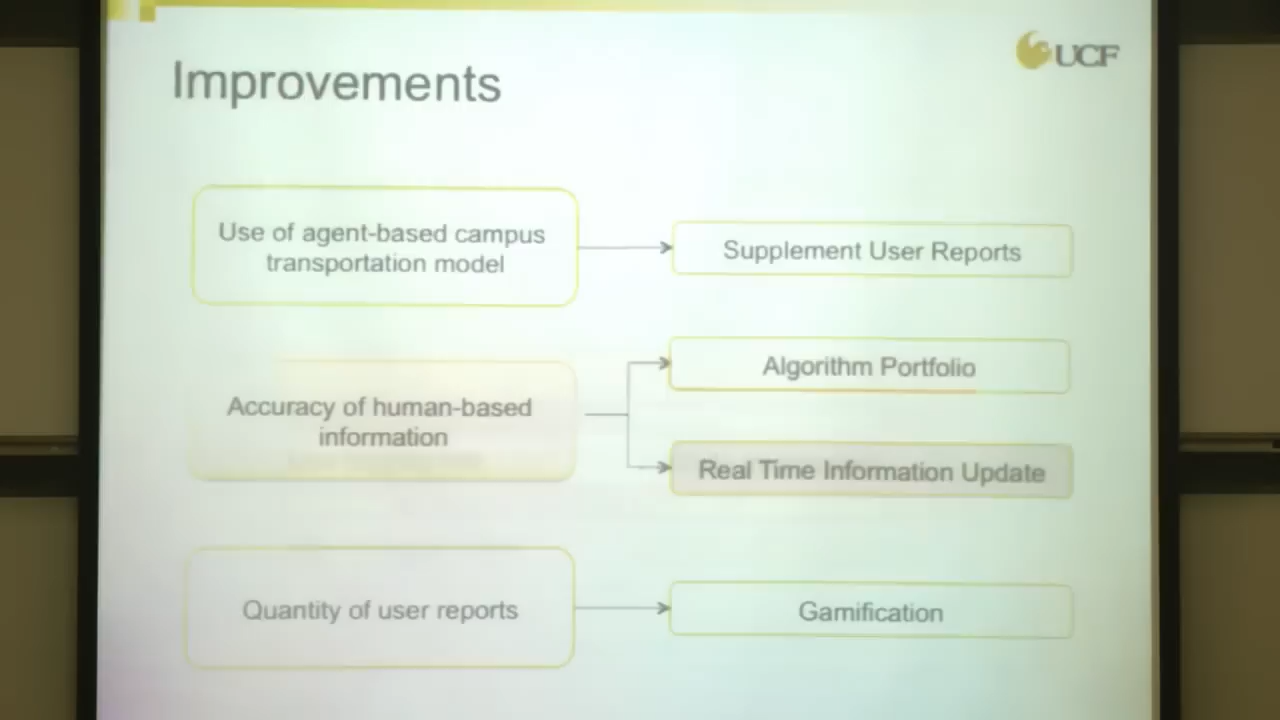 UCF
Improvements
Use of agent-based campus
transportation model
Supplement User Reports
Accuracy of human-based
information
Algorithm Portfolio
Real Time Information Update
Quantity of user reports
Gamification